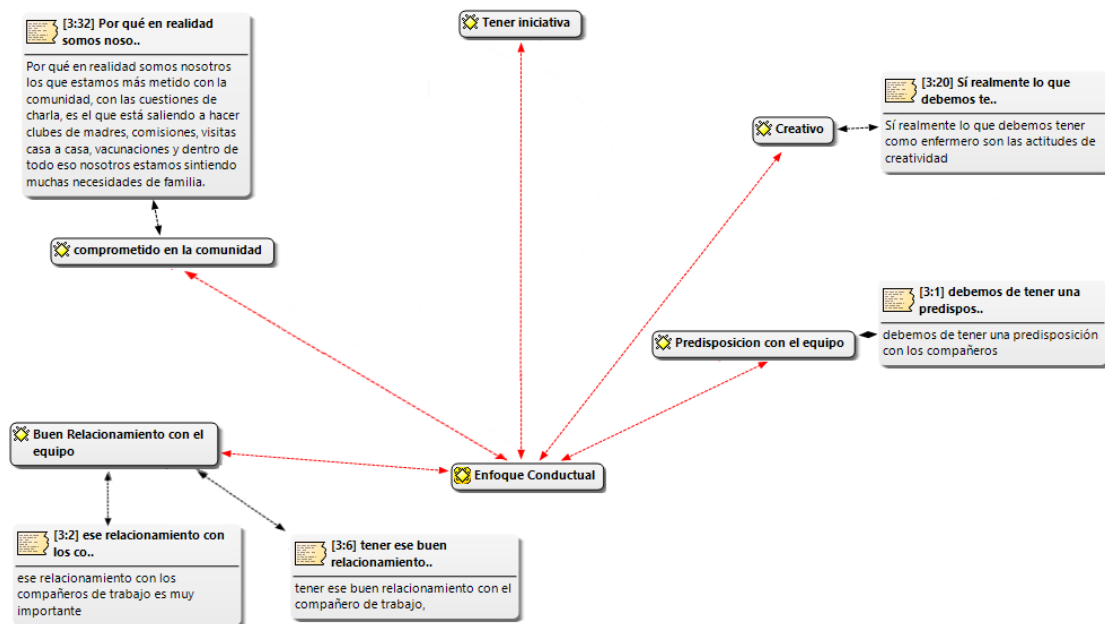 [3:32] Por qué en realidad
somos noso..
Por qué en realidad somos nosotros
los que estamos más metido con la
comunidad, con las cuestiones de
charla, es el que está saliendo a hacer
clubes de madres, comisiones, visitas
casa a casa, vacunaciones y dentro de
todo eso nosotros estamos sintiendo
muchas necesidades de familia.
Tener iniciativa
[3:20] Sí realmente lo que
debemos te..
Sí realmente lo que debemos tener
como enfermero son las actitudes de
creatividad
Creativo
comprometido en la comunidad
[3:1] debemos de tener una
predispos..
debemos de tener una predisposición
con los compañeros
Predisposicion con el equipo
Buen Relacionamiento con el
equipo
Enfoque Conductual
[3:2] ese relacionamiento con
los co..
ese relacionamiento con los
compañeros de trabajo es muy
importante
[3:6] tener ese buen
relacionamiento..
tener ese buen relacionamiento con el
compañero de trabajo,